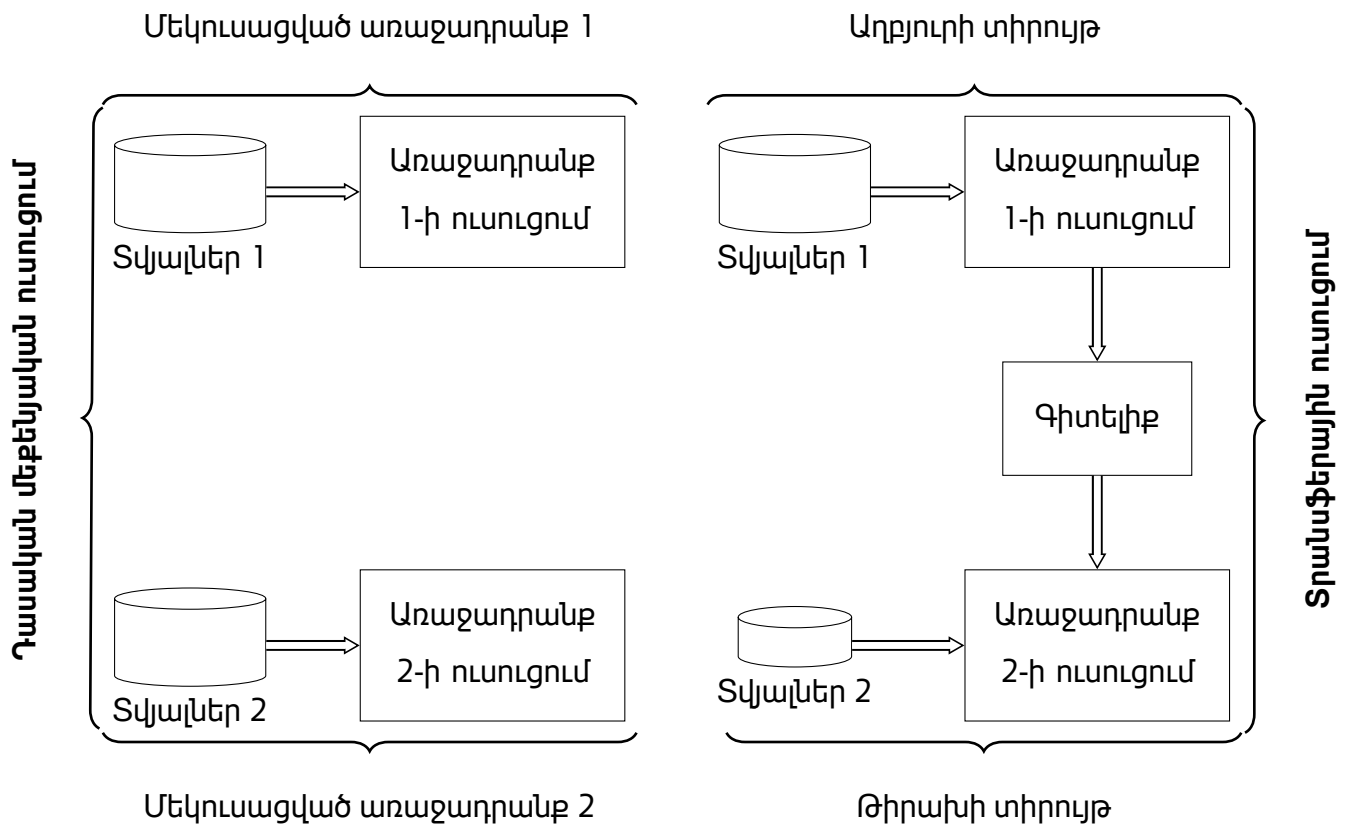 Մեկուսացված առաջադրանք 1
Աղբյուրի տիրույթ
Դասական մեքենյական ուսուցում
Տվյալներ 1
Առաջադրանք
1-ի ուսուցում
Տվյալներ 1
Առաջադրանք
1-ի ուսուցում
Գիտելիք
Տվյալներ 2
Առաջադրանք
2-ի ուսուցում
Տվյալներ 2
Առաջադրանք
2-ի ուսուցում
Տրանսֆերային ուսուցում
Մեկուսացված առաջադրանք 2
Թիրախի տիրույթ